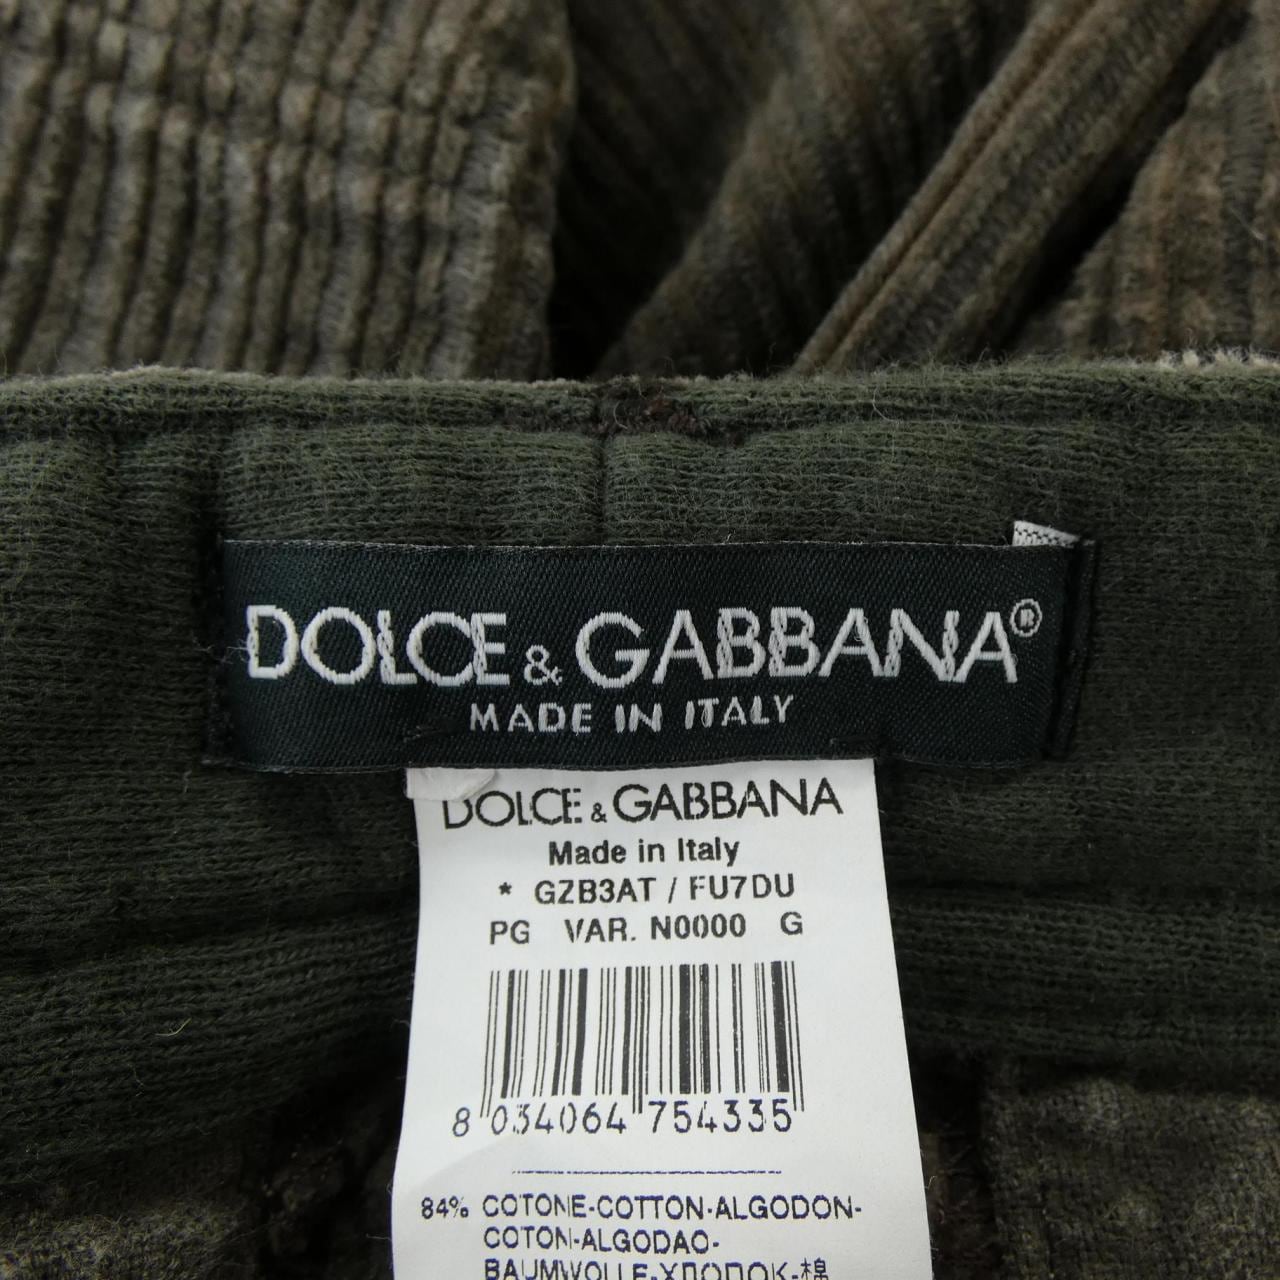 DOLCE & GABBANA®
MADE IN ITALY
DOLCE & GABBANA
Made in Italy
* GZB3AT / FU7DU
PG VAR. N0000 G
8 034064 754335
84% COTONE-COTTON-ALGODON-
COTON-ALGODAO-
BAUMWOLLE-ХЛОПОК-棉